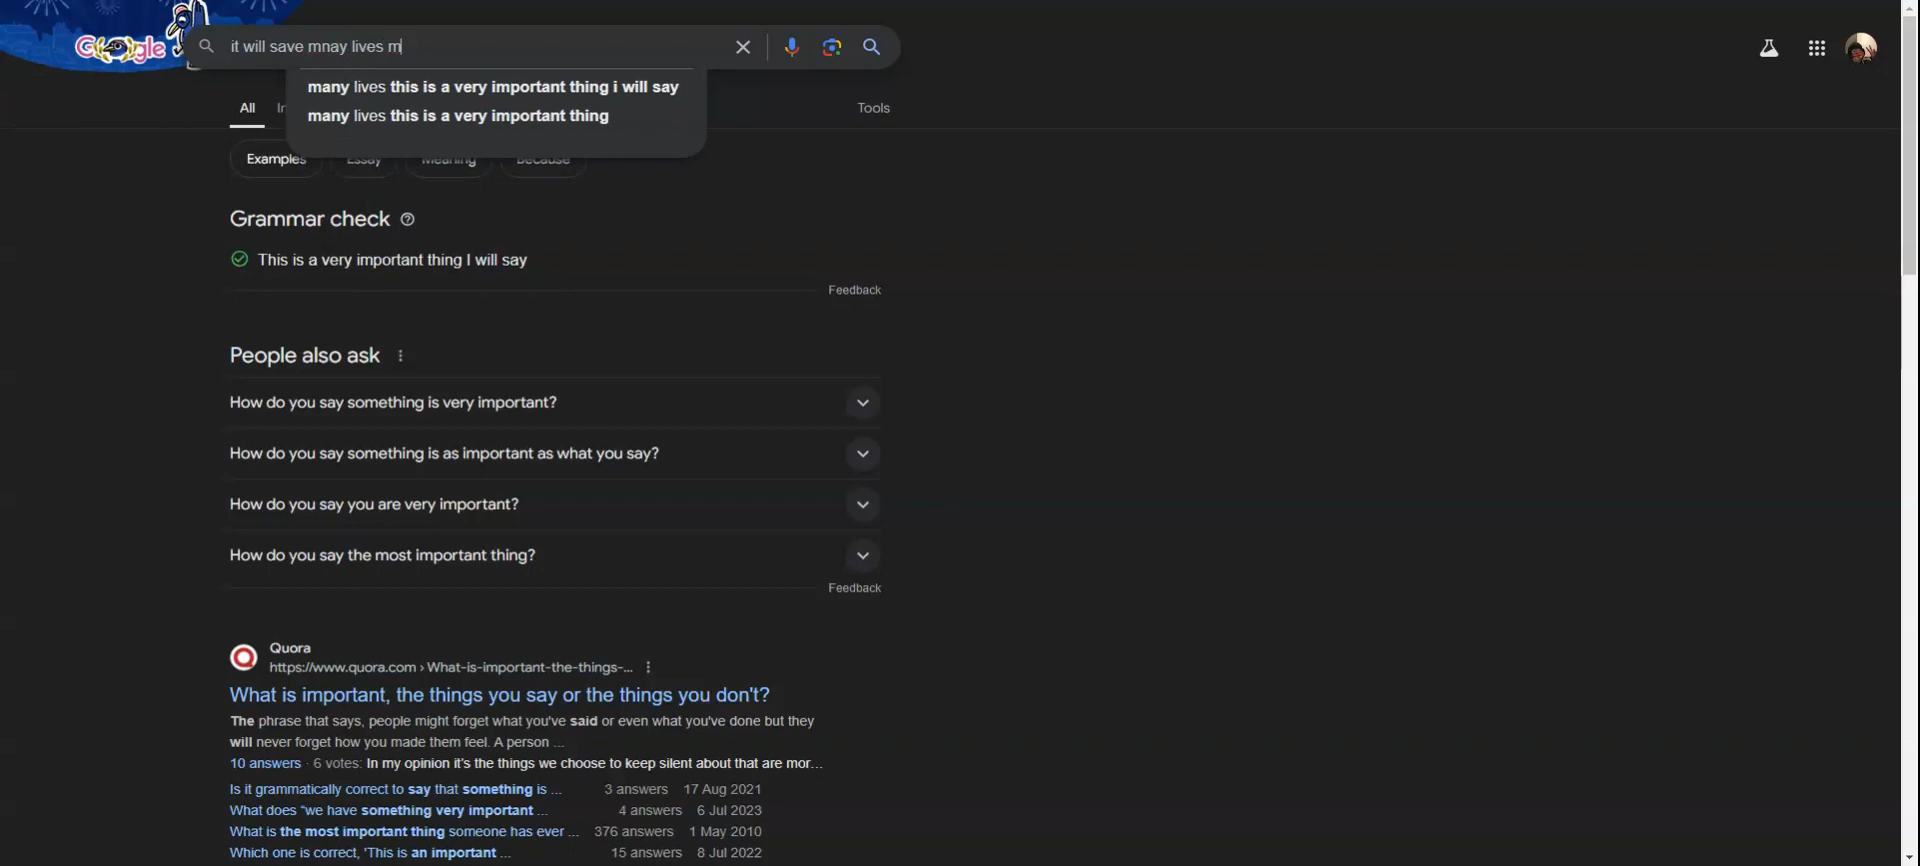 Google
it will save mnay lives m
many lives this is a very important thing i will say
many lives this is a very important thing
All
Tools
Examples
Essay
Meaning
Because
Grammar check
This is a very important thing I will say
Feedback
People also ask
How do you say something is very important?
How do you say something is as important as what you say?
How do you say you are very important?
How do you say the most important thing?
Feedback
Quora
https://www.quora.com › What-is-important-the-things-...
What is important, the things you say or the things you don't?
The phrase that says, people might forget what you've said or even what you've done but they
will never forget how you made them feel. A person ...
10 answers · 6 votes: In my opinion it's the things we choose to keep silent about that are mor...
Is it grammatically correct to say that something is ... 3 answers 17 Aug 2021
What does “we have something very important ... 4 answers 6 Jul 2023
What is the most important thing someone has ever ... 376 answers 1 May 2010
Which one is correct, 'This is an important ... 15 answers 8 Jul 2022